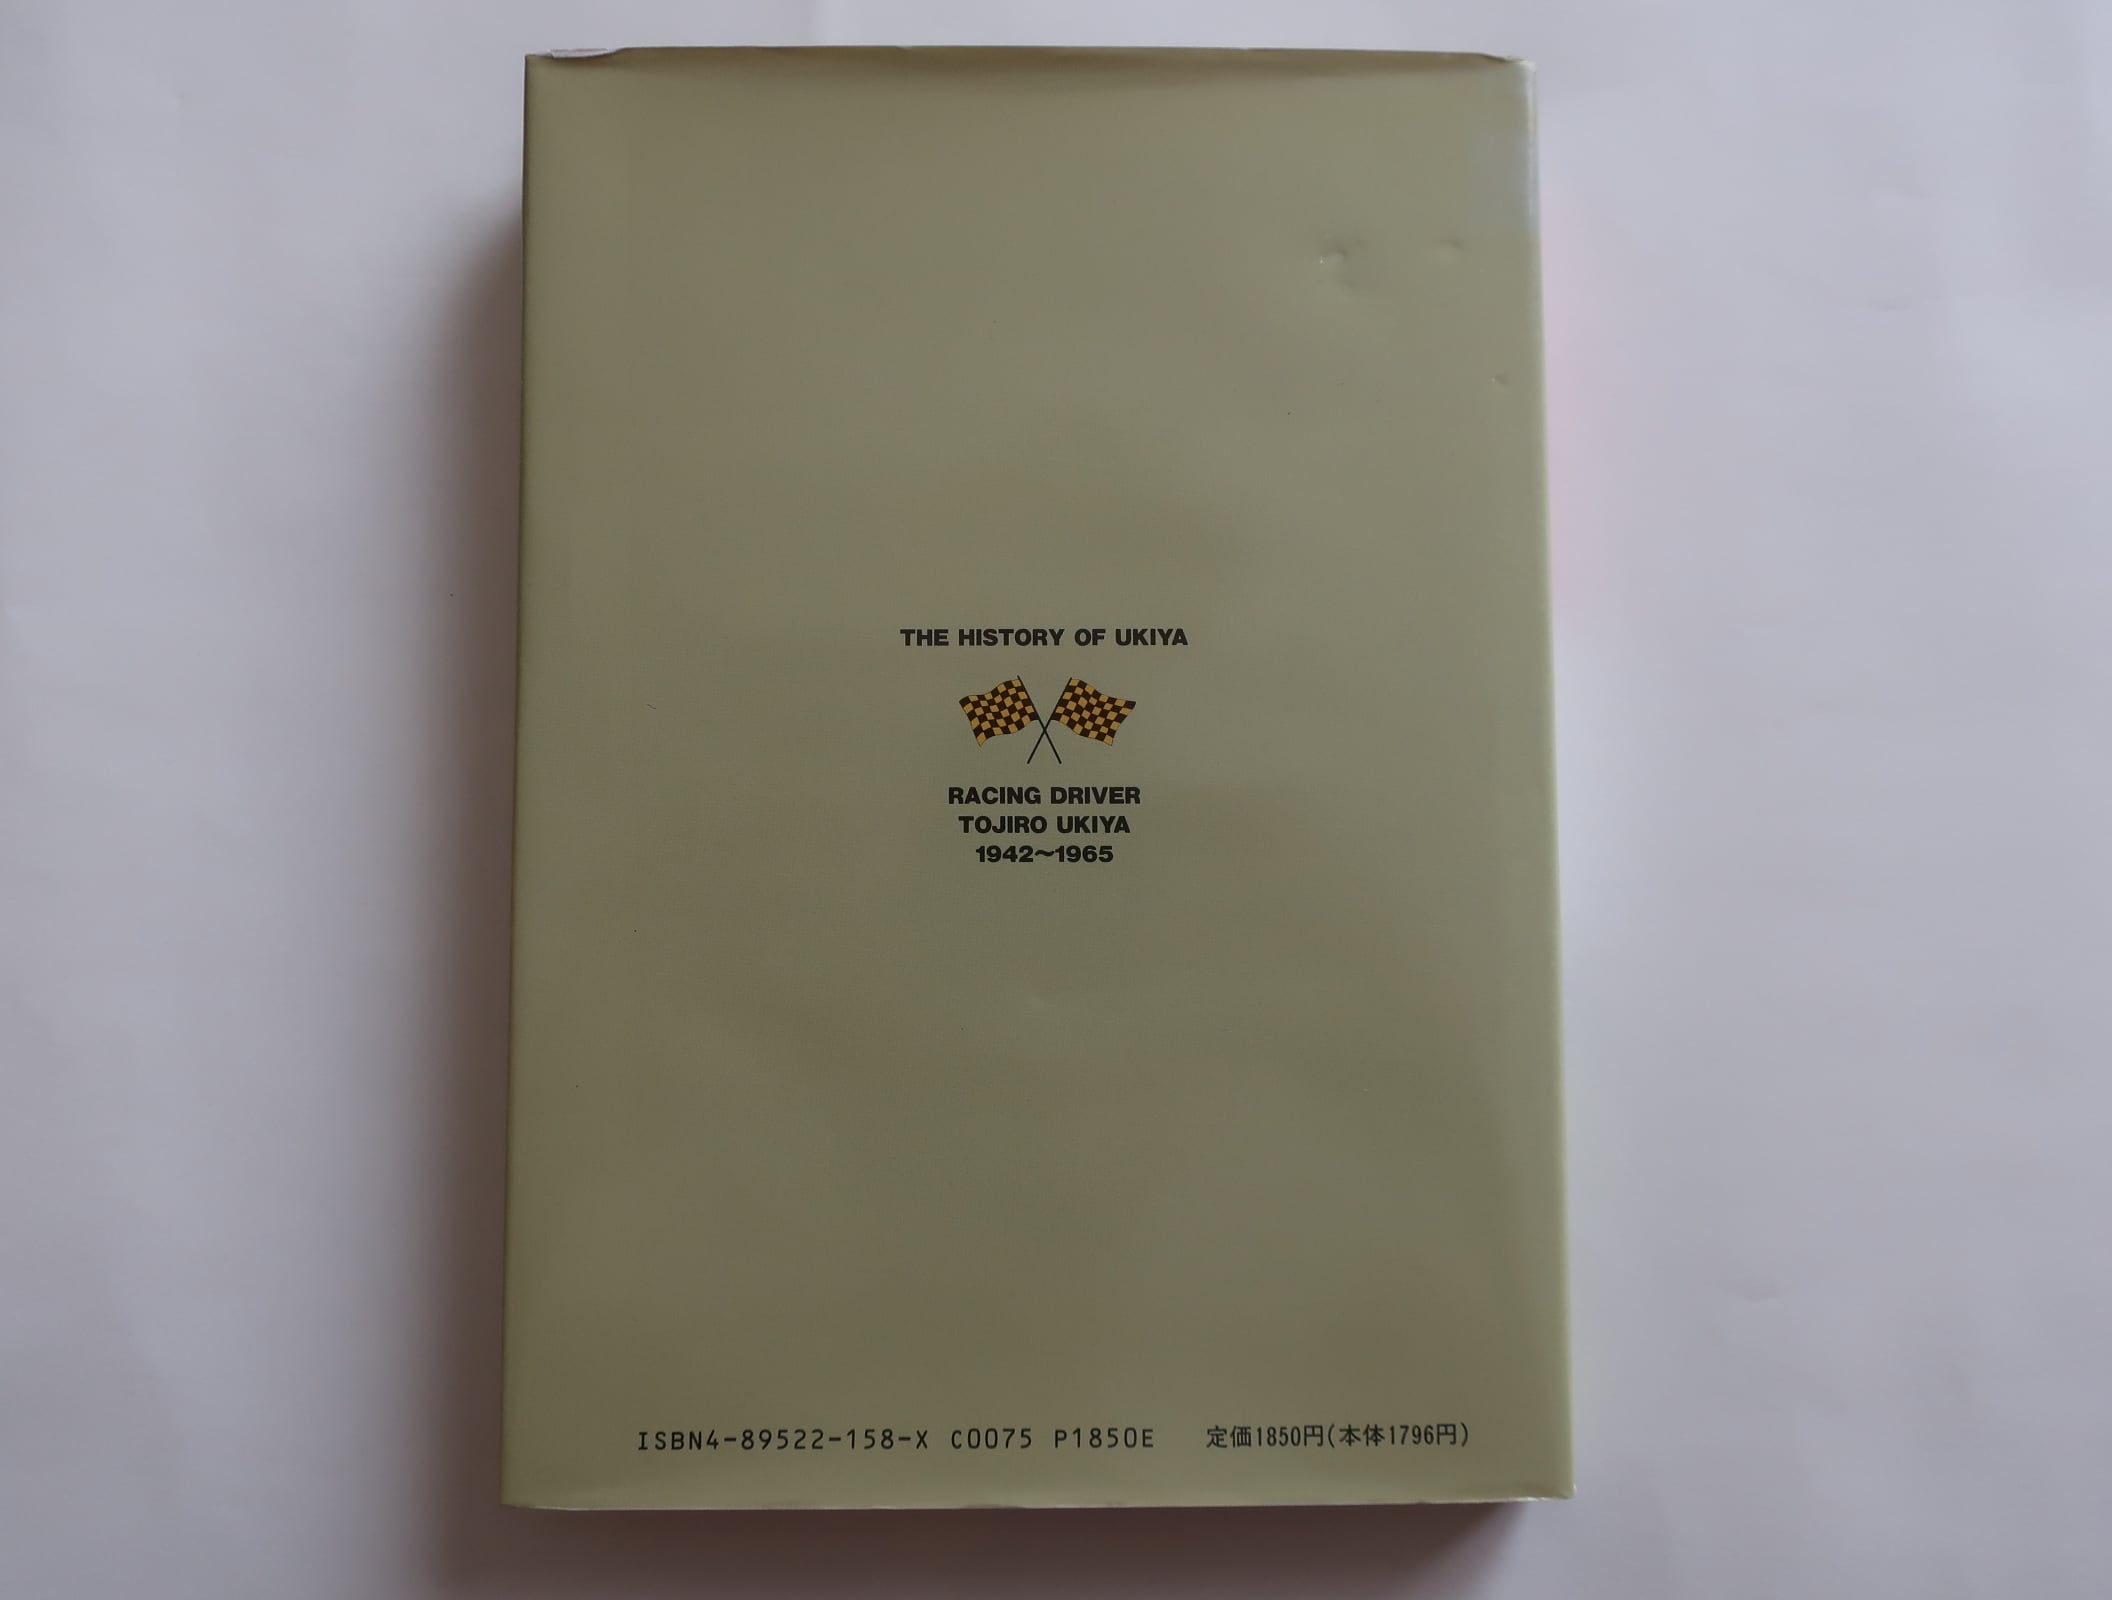 THE HISTORY OF UKIYA
RACING DRIVER
TOJIRO UKIYA
1942〜1965
ISBN4-89522-158-X C0075 P1850E 定価1850円(本体1796円)